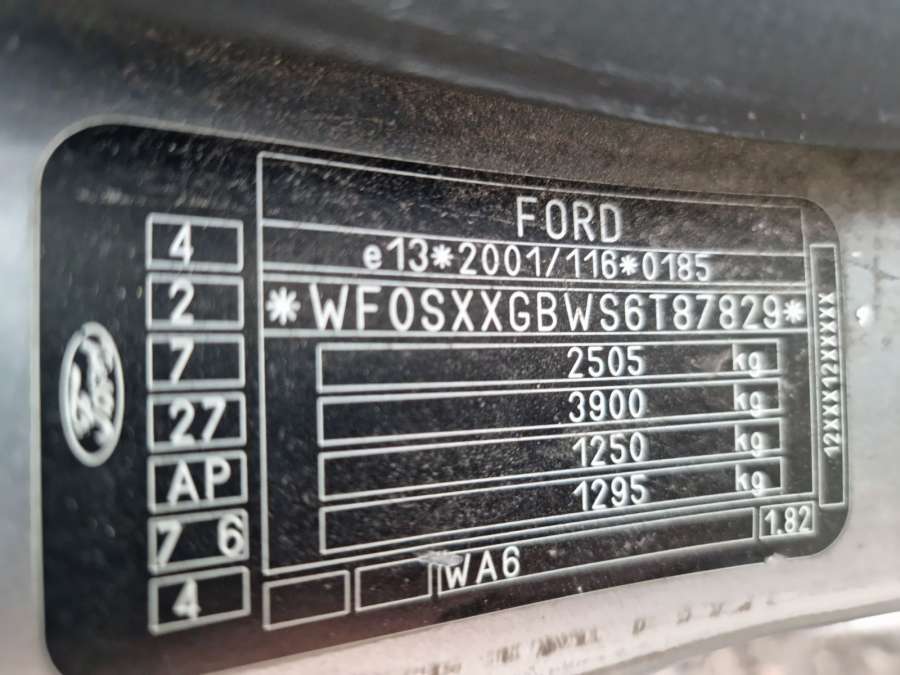 FORD
e13*2001/116*0185
*WF0SXXGBWS6T87829*
2505 kg
3900 kg
1250 kg
1295 kg
1.82
WA6
4
2
7
27
AP
7 6
4
Ford
12XXX12XXXXX